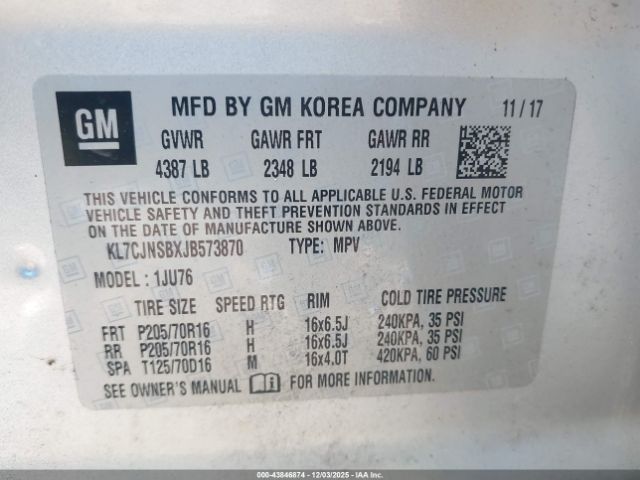 GM MFD BY GM KOREA COMPANY 11/17
GVWR GAWR FRT GAWR RR
4387 LB 2348 LB 2194 LB
THIS VEHICLE CONFORMS TO ALL APPLICABLE U.S. FEDERAL MOTOR
VEHICLE SAFETY AND THEFT PREVENTION STANDARDS IN EFFECT
ON THE DATE OF MANUFACTURE SHOWN ABOVE.
KL7CJNSBXJB573870 TYPE: MPV
MODEL : 1JU76
TIRE SIZE SPEED RTG RIM COLD TIRE PRESSURE
FRT P205/70R16 H 16x6.5J 240KPA, 35 PSI
RR P205/70R16 H 16x6.5J 240KPA, 35 PSI
SPA T125/70D16 M 16x4.0T 420KPA, 60 PSI
SEE OWNER'S MANUAL FOR MORE INFORMATION.
000-43846874 - 12/03/2025 - IAAI.CA